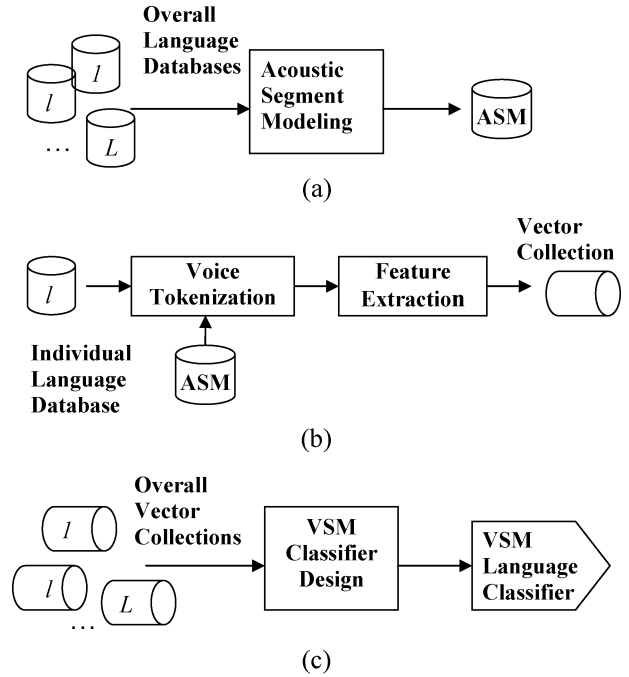 Overall
Language
Databases
1
l
...
L
Acoustic
Segment
Modeling
ASM
(a)
l
Individual
Language
Database
Voice
Tokenization
ASM
Feature
Extraction
Vector
Collection
(b)
1
l
...
L
Overall
Vector
Collections
VSM
Classifier
Design
VSM
Language
Classifier
(c)